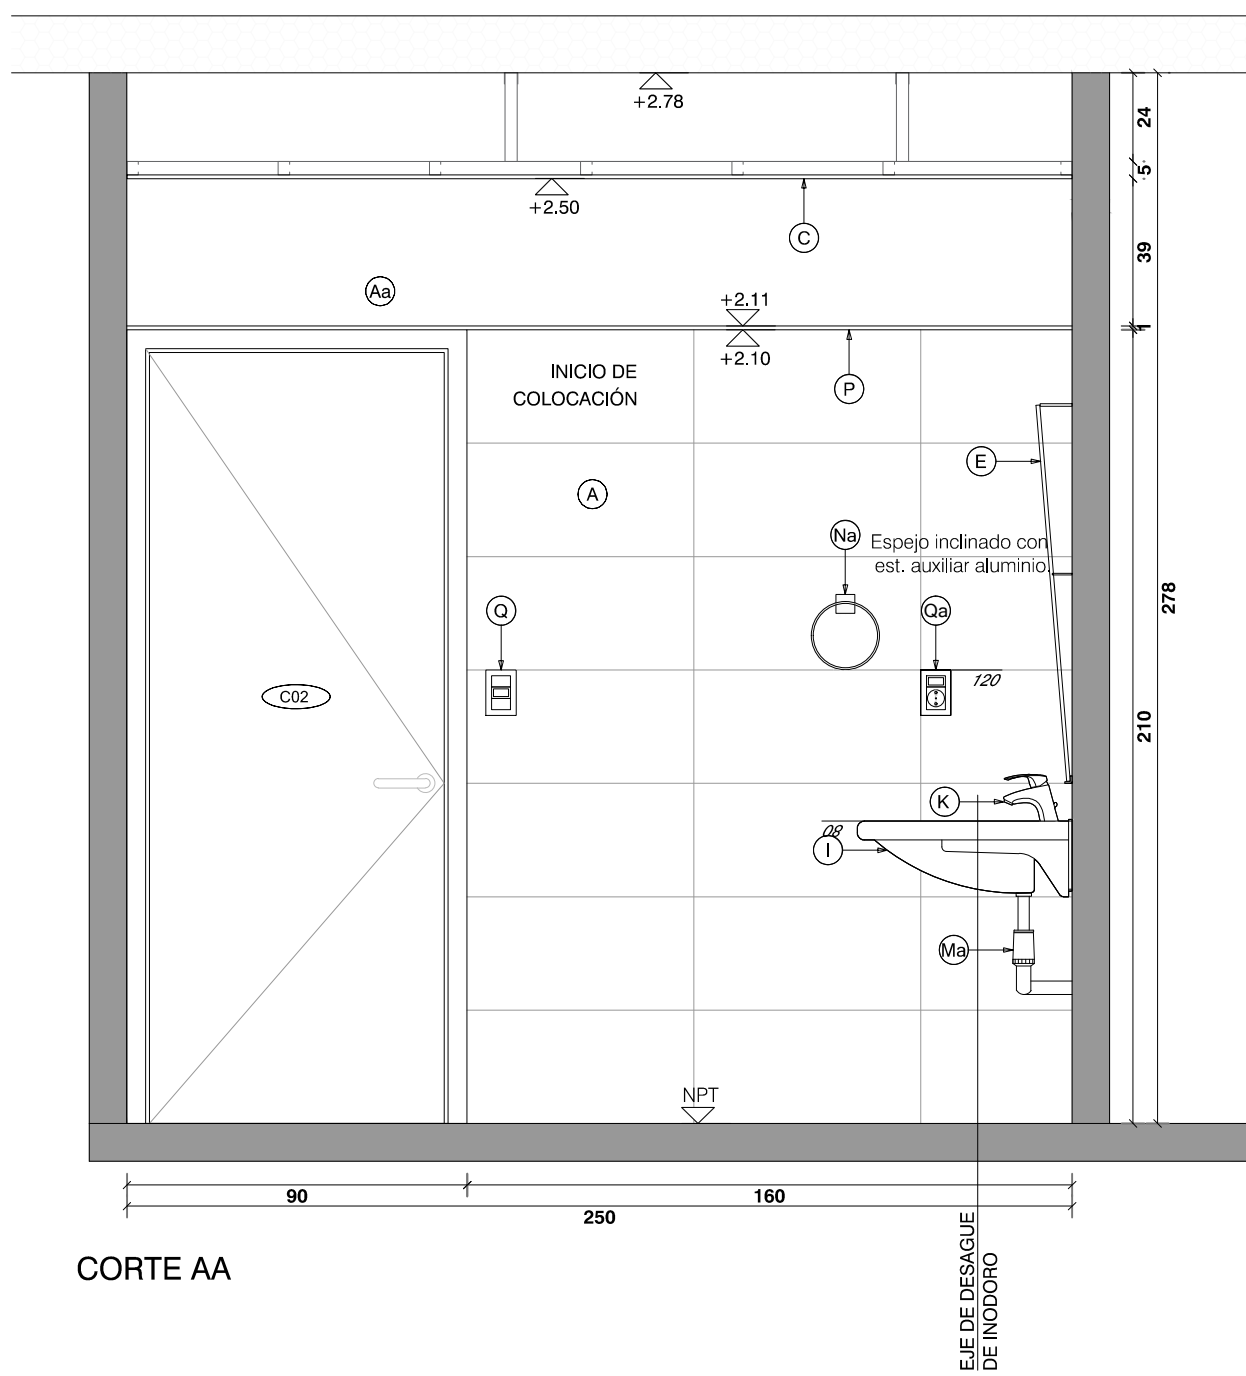 +2.78
24
5
+2.50
C
39
Aa
+2.11
1
+2.10
INICIO DE
COLOCACIÓN
P
E
A
Na
Espejo inclinado con
est. auxiliar aluminio.
278
Q
Qa
120
C02
210
K
80
I
Ma
NPT
90
160
250
CORTE AA
EJE DE DESAGUE
DE INODORO